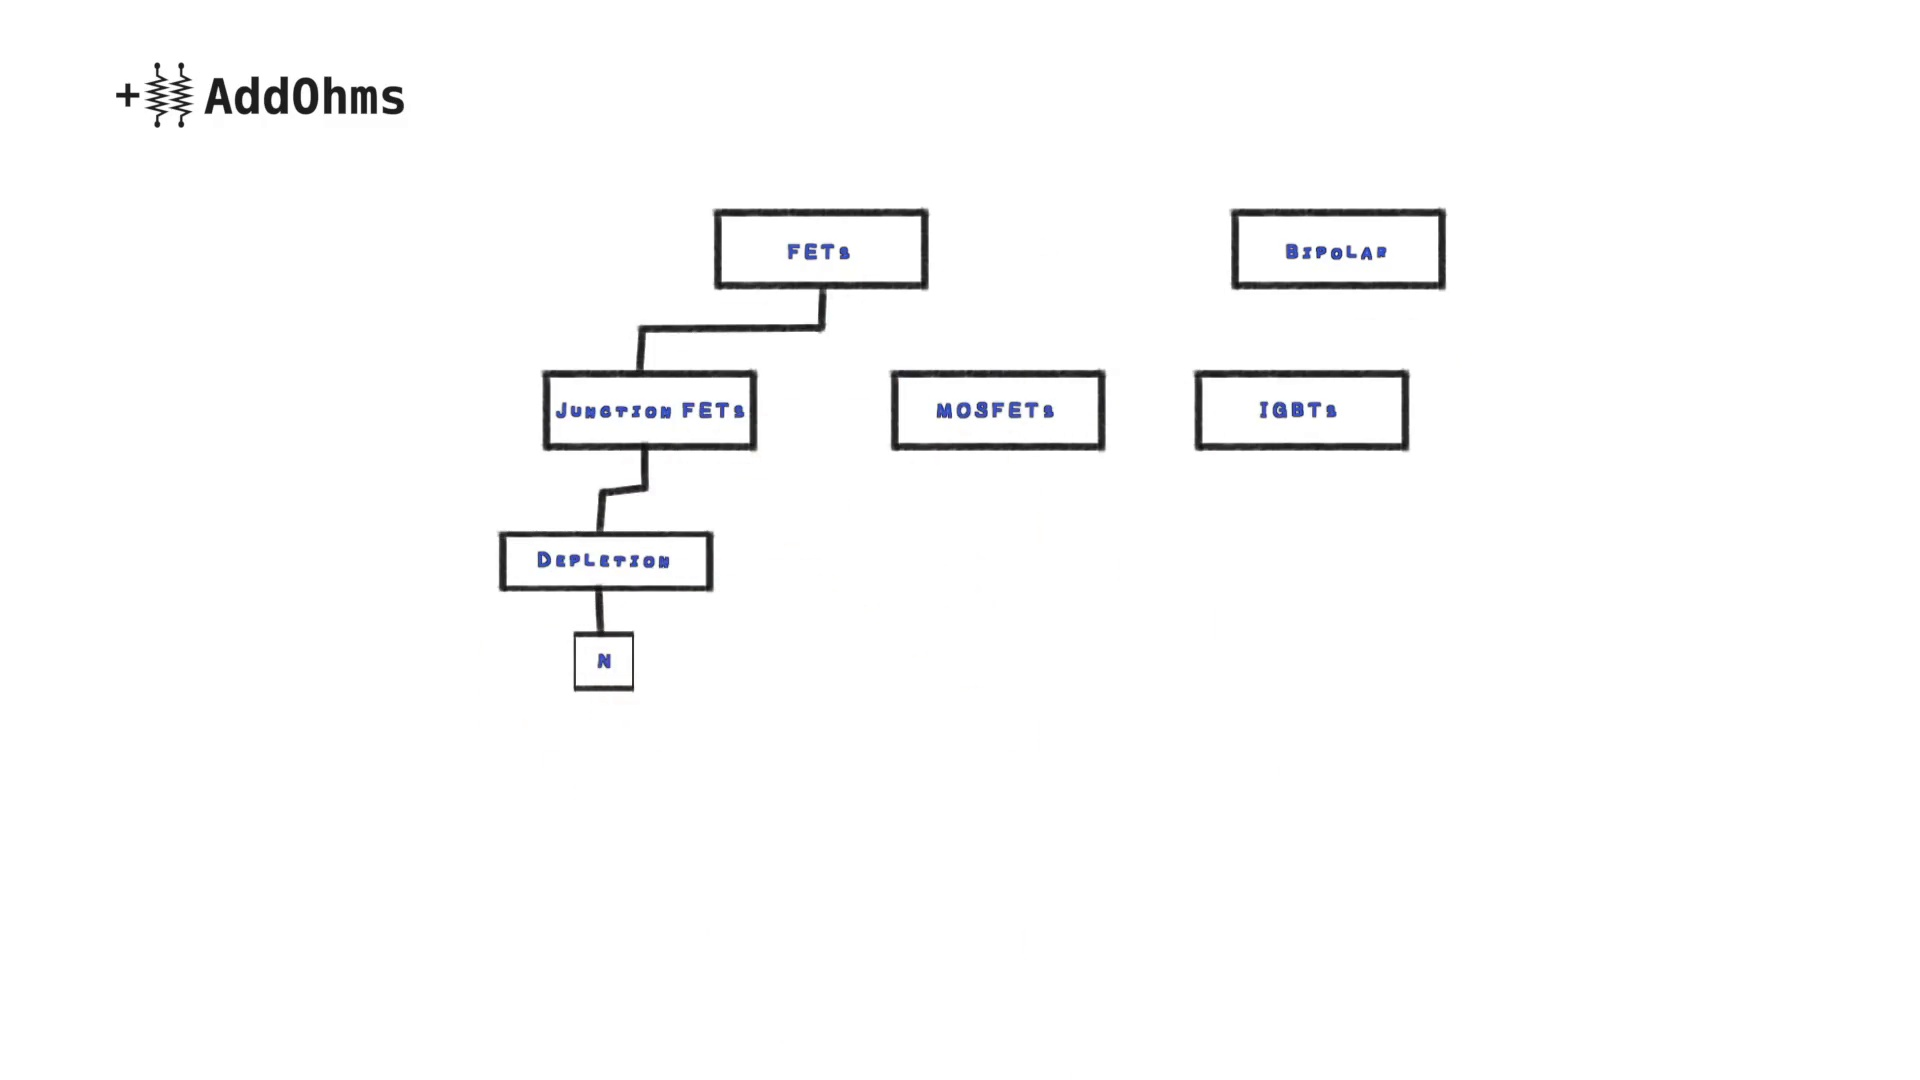 + AddOhms
FETs
Bipolar
Junction FETs
MOSFETs
IGBTs
Depletion
N